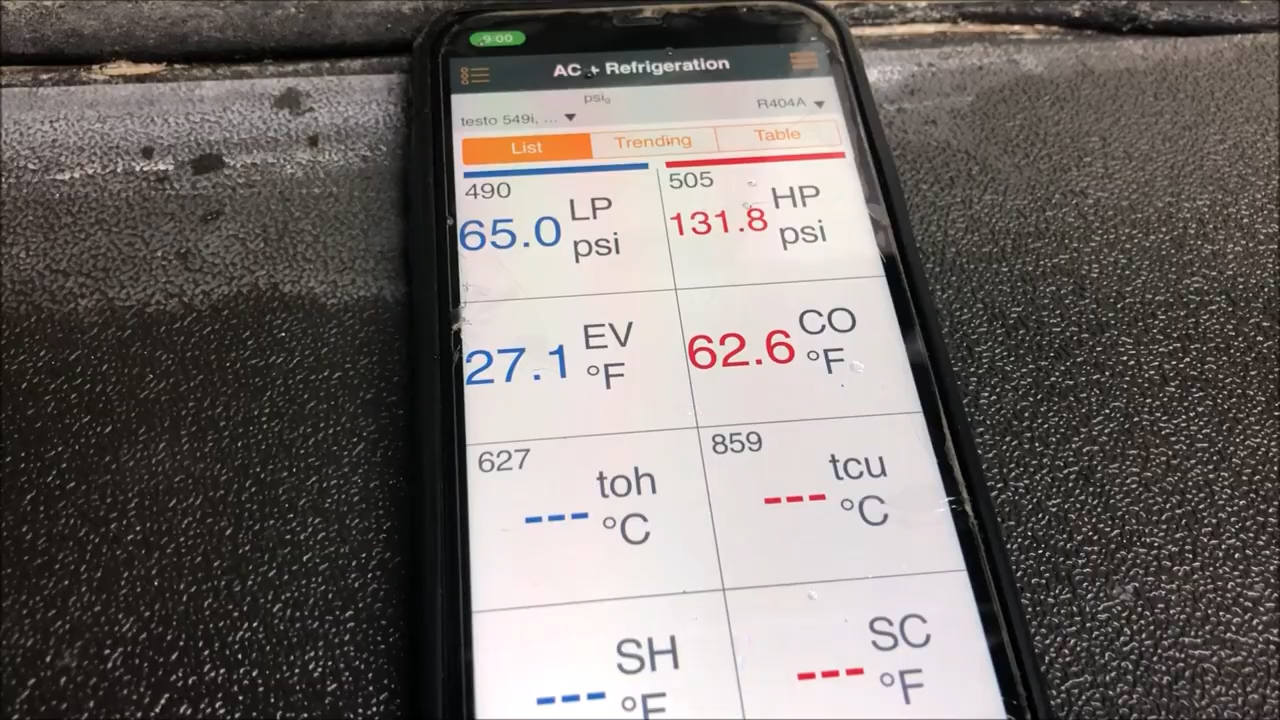 9:00
AC + Refrigeration
psig
testo 549i, ... ▼
R404A ▼
List
Trending
Table
490
65.0
LP
psi
505
131.8
HP
psi
27.1
EV
°F
62.6
CO
°F
627
---
toh
°C
859
---
tcu
°C
---
SH
°F
---
SC
°F